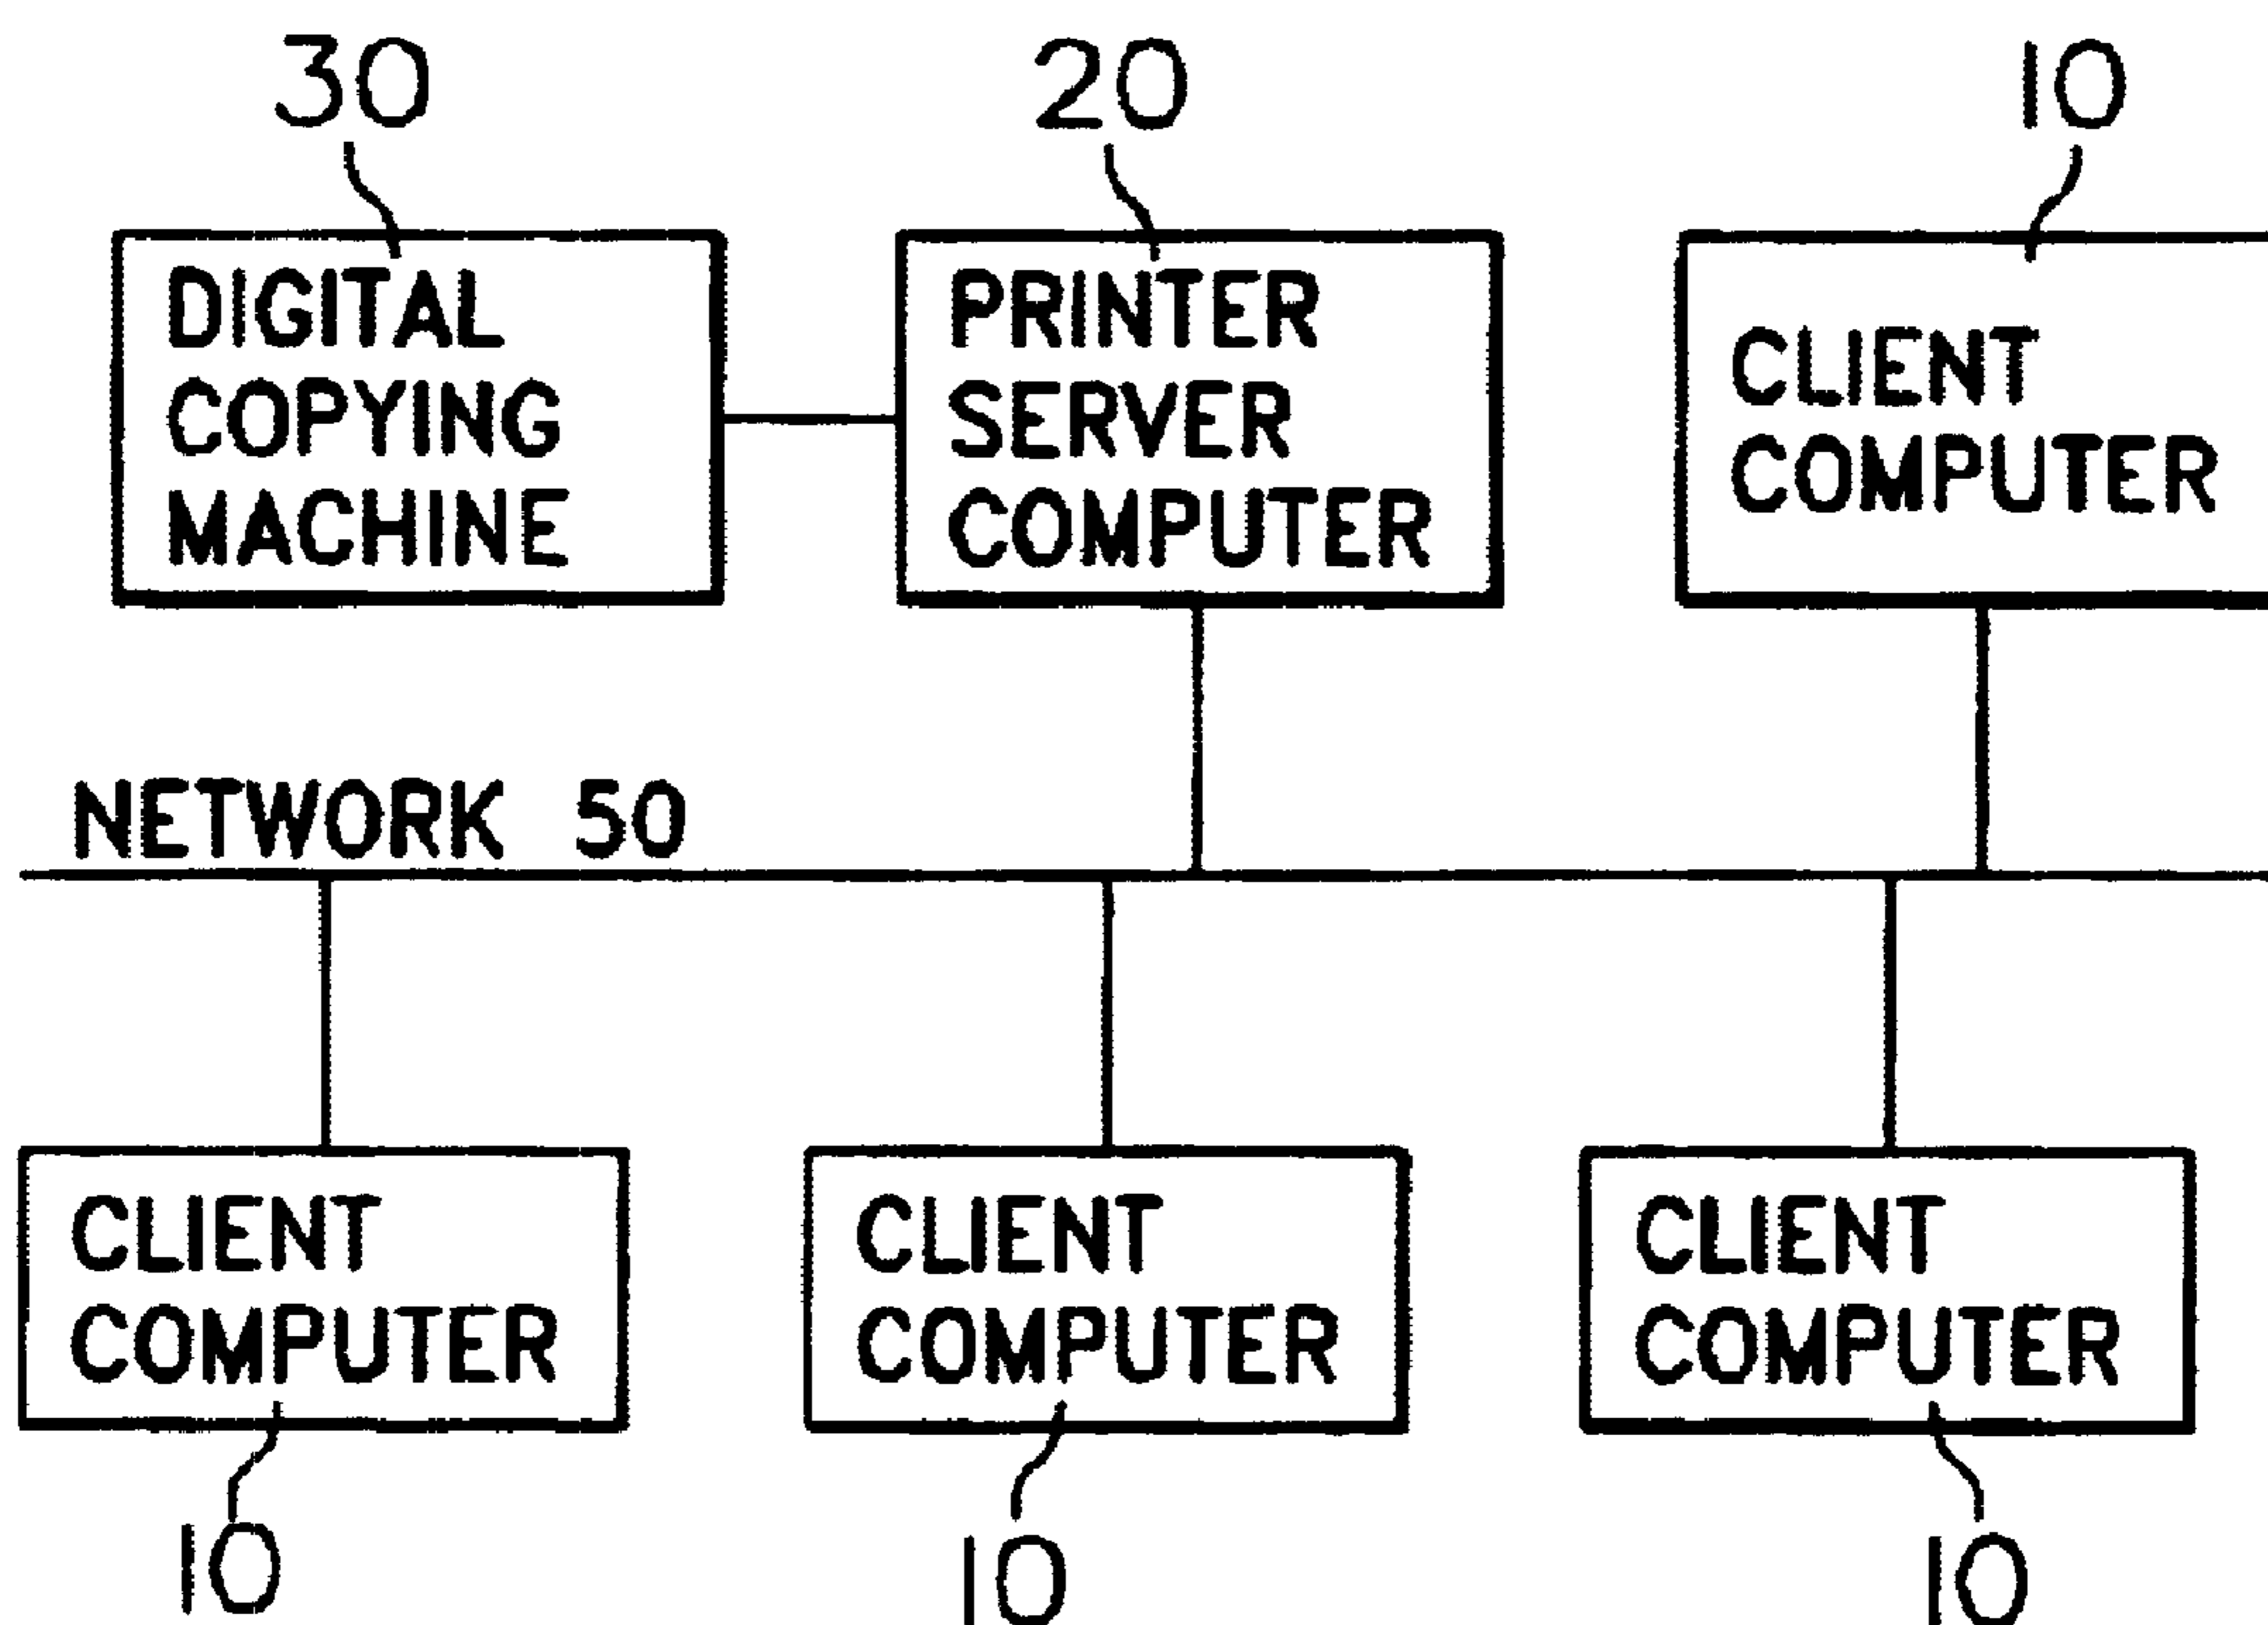 30
20
10
DIGITAL
COPYING
MACHINE
PRINTER
SERVER
COMPUTER
CLIENT
COMPUTER
NETWORK 50
CLIENT
COMPUTER
CLIENT
COMPUTER
CLIENT
COMPUTER
10
10
10